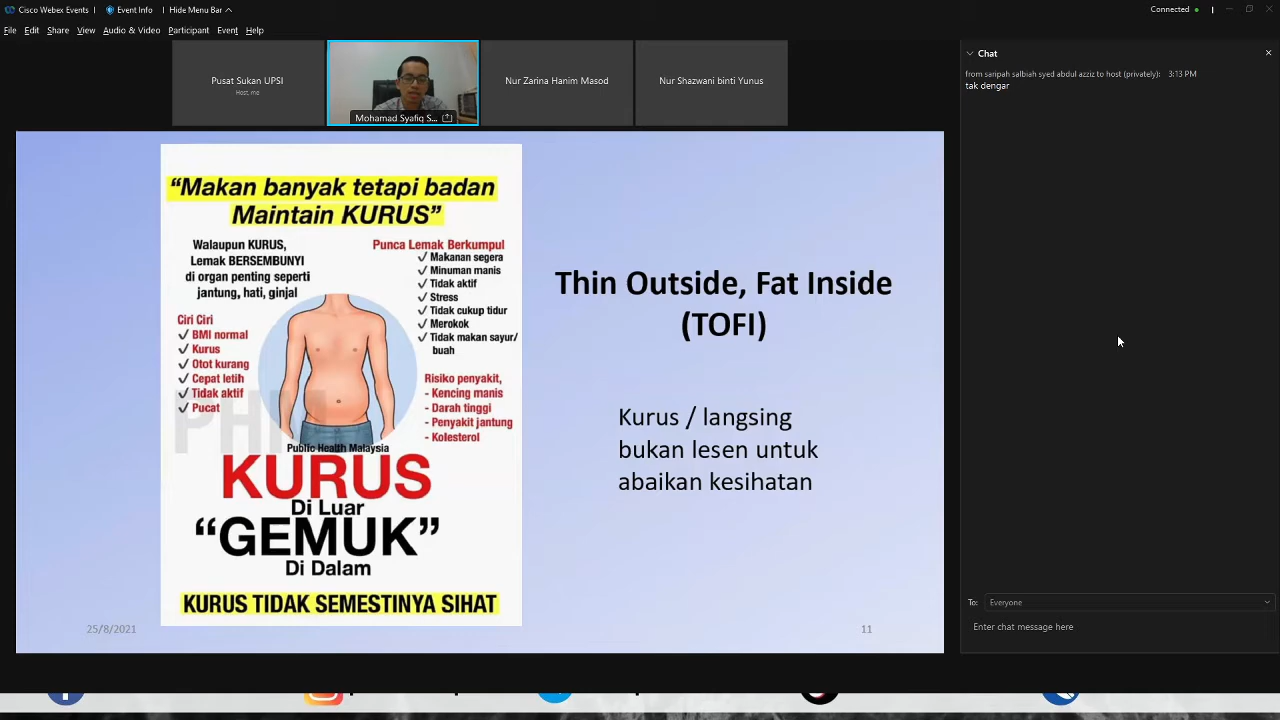 Cisco Webex Events
Event Info
Hide Menu Bar
Connected
File Edit Share View Audio & Video Participant Event Help
Pusat Sukan UPSI
Host, me
Mohamad Syafiq S...
Nur Zarina Hanim Masod
Nur Shazwani binti Yunus
Chat
from saripah salbiah syed abdul azziz to host (privately): 3:13 PM
tak dengar
“Makan banyak tetapi badan
Maintain KURUS”
Walaupun KURUS,
Lemak BERSEMBUNYI
di organ penting seperti
jantung, hati, ginjal
Ciri Ciri
✓ BMI normal
✓ Kurus
✓ Otot kurang
✓ Cepat letih
✓ Tidak aktif
✓ Pucat
Punca Lemak Berkumpul
✓ Makanan segera
✓ Minuman manis
✓ Tidak aktif
✓ Stress
✓ Tidak cukup tidur
✓ Merokok
✓ Tidak makan sayur/
buah
Risiko penyakit,
- Kencing manis
- Darah tinggi
- Penyakit jantung
- Kolesterol
PHM
Public Health Malaysia
KURUS
Di Luar
“GEMUK”
Di Dalam
KURUS TIDAK SEMESTINYA SIHAT
Thin Outside, Fat Inside
(TOFI)
Kurus / langsing
bukan lesen untuk
abaikan kesihatan
25/8/2021
11
To: Everyone
Enter chat message here